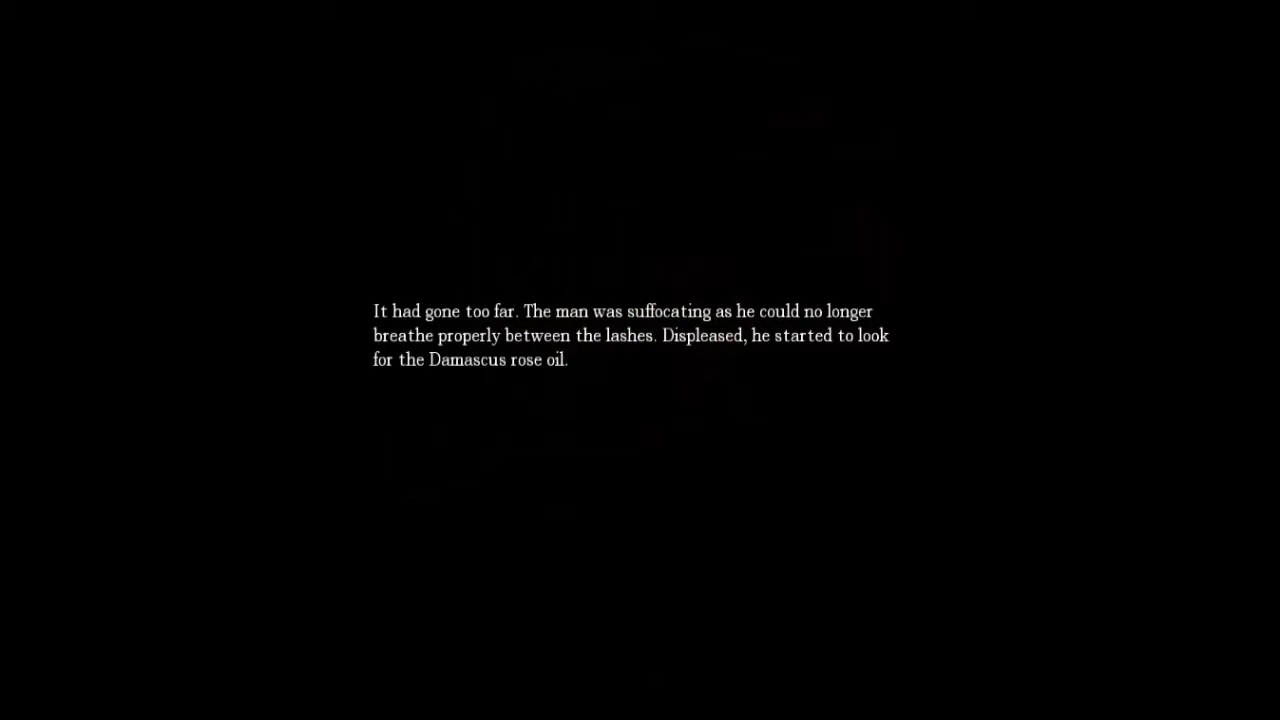 It had gone too far. The man was suffocating as he could no longer
breathe properly between the lashes. Displeased, he started to look
for the Damascus rose oil.